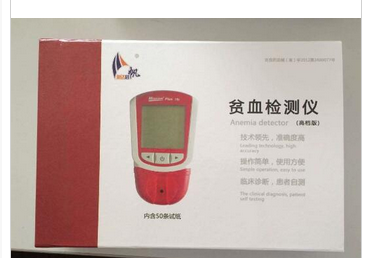 帆
贫血检测仪
Anemia detector (高档版)
技术领先，准确度高
Leading technology, high
accuracy
操作简单，使用方便
Simple operation, easy to use
临床诊断，患者自测
The clinical diagnosis, patient
self testing
内含50条试纸